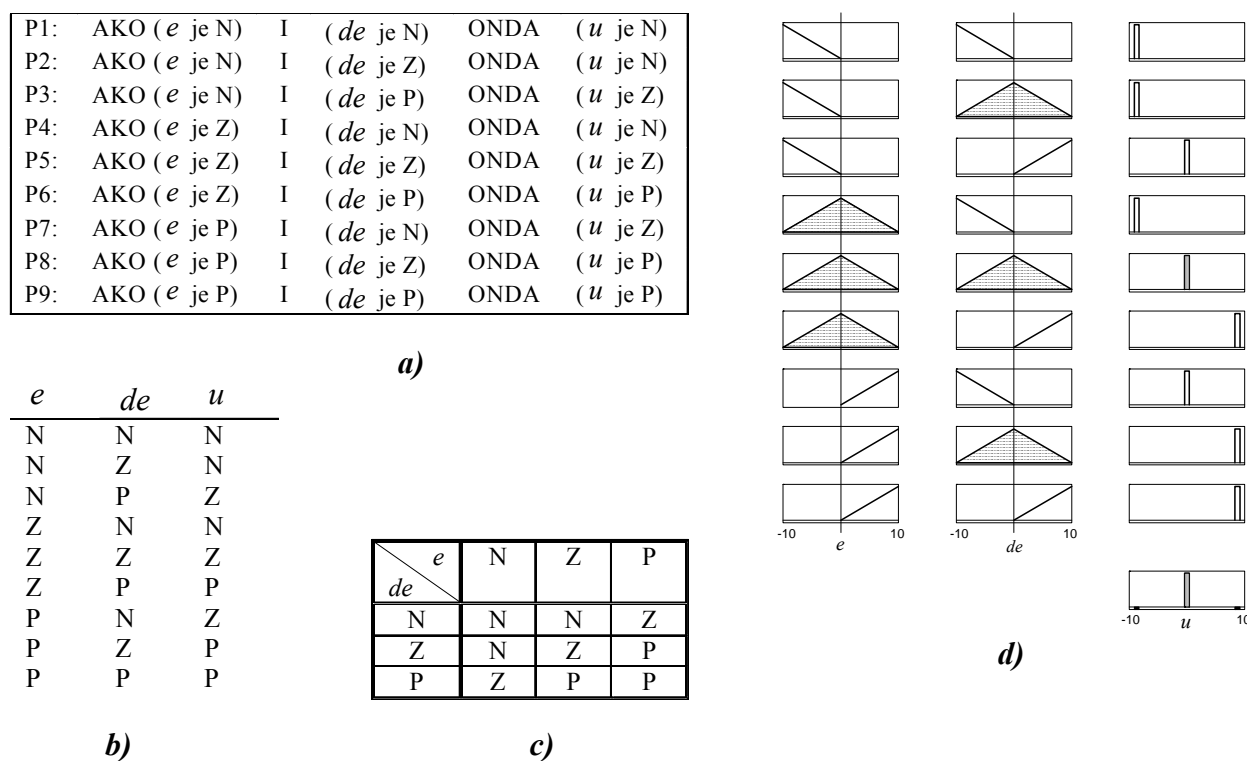 P1: AKO ( e je N) I ( de je N) ONDA ( u je N)
P2: AKO ( e je N) I ( de je Z) ONDA ( u je N)
P3: AKO ( e je N) I ( de je P) ONDA ( u je Z)
P4: AKO ( e je Z) I ( de je N) ONDA ( u je N)
P5: AKO ( e je Z) I ( de je Z) ONDA ( u je Z)
P6: AKO ( e je Z) I ( de je P) ONDA ( u je P)
P7: AKO ( e je P) I ( de je N) ONDA ( u je Z)
P8: AKO ( e je P) I ( de je Z) ONDA ( u je P)
P9: AKO ( e je P) I ( de je P) ONDA ( u je P)
a)
e de u
N N N
N Z N
N P Z
Z N N
Z Z Z
Z P P
P N Z
P Z P
P P P
b)
e N Z P
de
N N N Z
Z N Z P
P Z P P
c)
-10 10 -10 10
e de
-10 10
u
d)